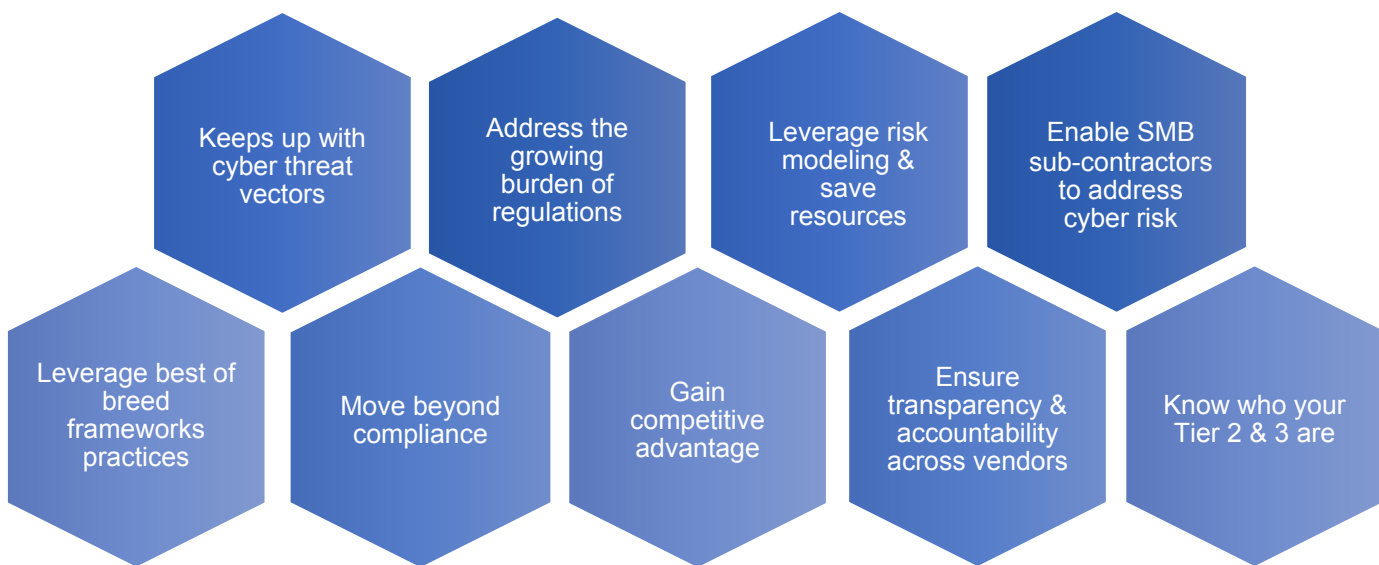 Keeps up with
cyber threat
vectors
Address the
growing
burden of
regulations
Leverage risk
modeling &
save
resources
Enable SMB
sub-contractors
to address
cyber risk
Leverage best of
breed
frameworks
practices
Move beyond
compliance
Gain
competitive
advantage
Ensure
transparency &
accountability
across vendors
Know who your
Tier 2 & 3 are